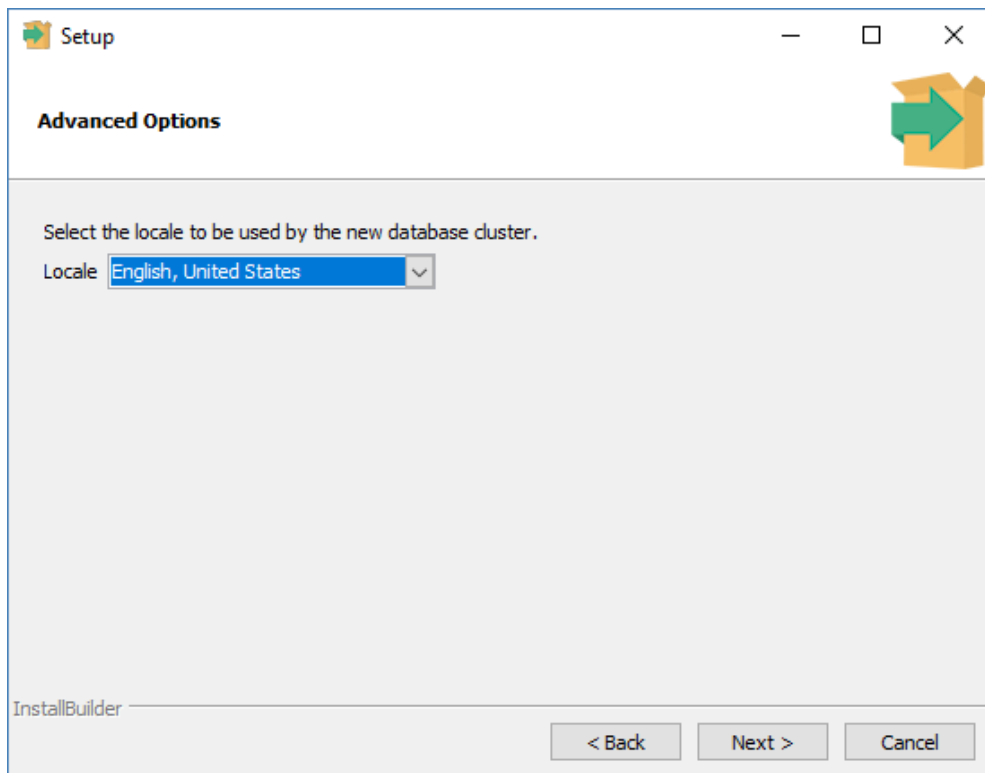 Setup
Advanced Options
Select the locale to be used by the new database cluster.
Locale English, United States
InstallBuilder
< Back Next > Cancel